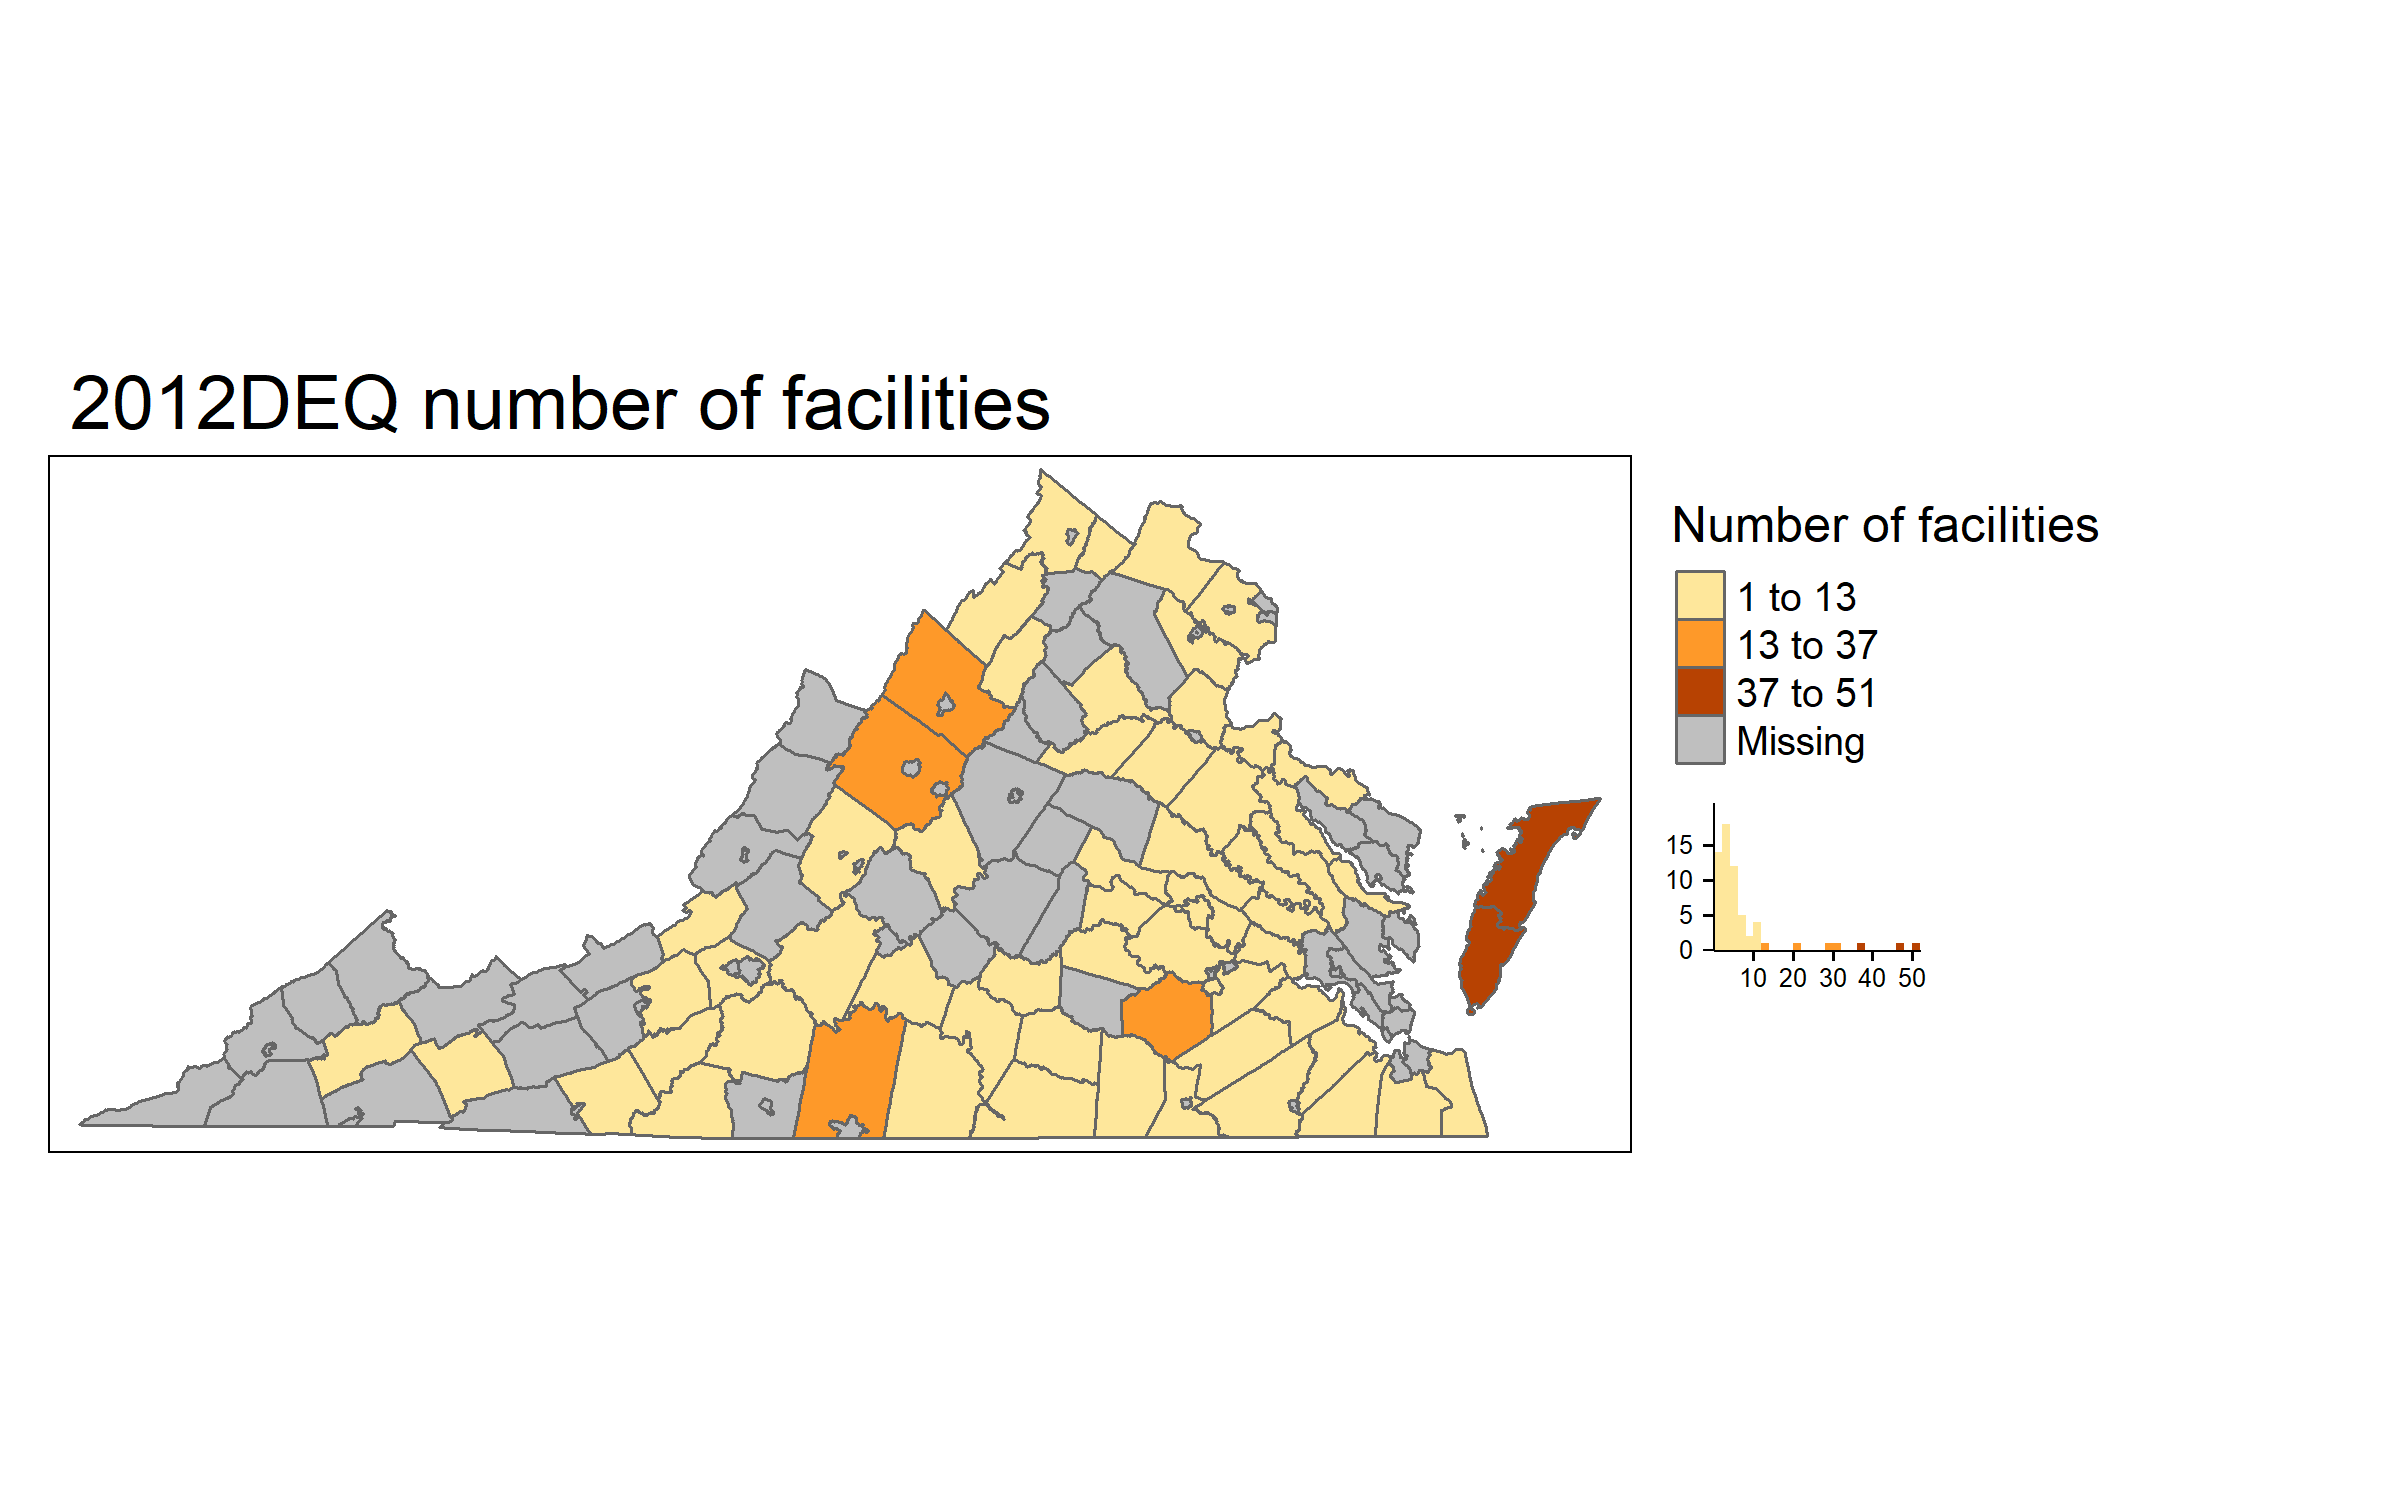 2012DEQ number of facilities
Number of facilities
1 to 13
13 to 37
37 to 51
Missing
15
10
5
0
10 20 30 40 50